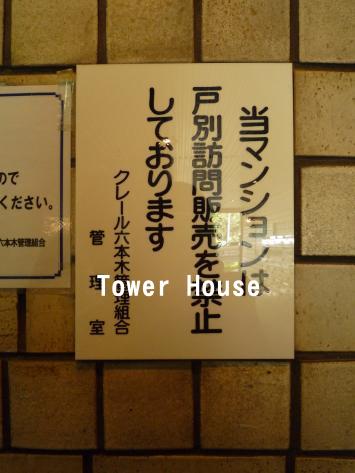 当マンションは
戸別訪問販売を禁止
しております
クレール六本木管理組合
管理室
Tower House
ので
ください。
六本木管理組合